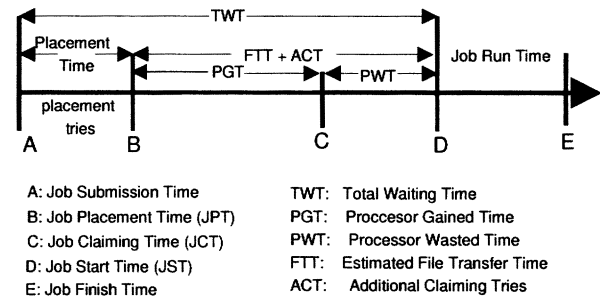 TWT
Placement
Time
FTT + ACT
Job Run Time
PGT
PWT
placement
tries
A
B
C
D
E
A: Job Submission Time
B: Job Placement Time (JPT)
C: Job Claiming Time (JCT)
D: Job Start Time (JST)
E: Job Finish Time
TWT: Total Waiting Time
PGT: Proccesor Gained Time
PWT: Processor Wasted Time
FTT: Estimated File Transfer Time
ACT: Additional Claiming Tries